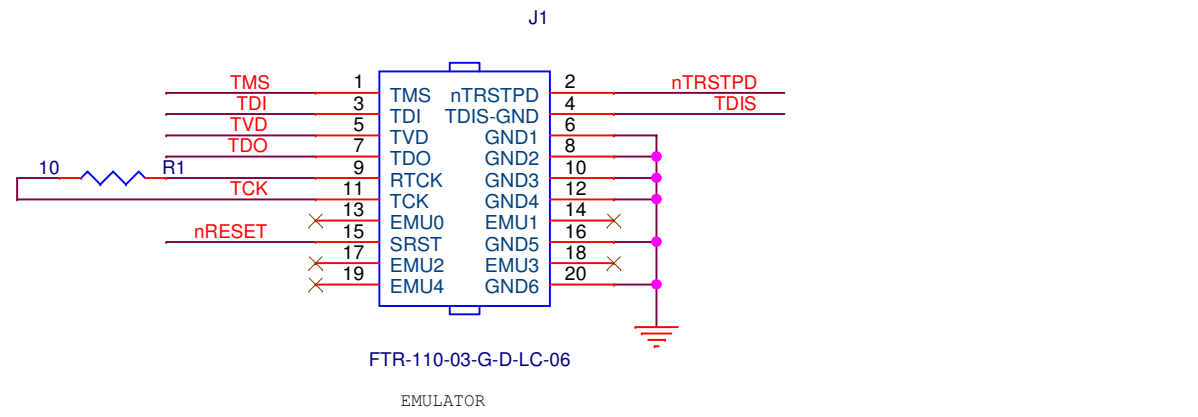 J1
TMS 1 TMS nTRSTPD 2 nTRSTPD
TDI 3 TDI TDIS-GND 4 TDIS
TVD 5 TVD GND1 6
TDO 7 TDO GND2 8
10 R1 9 RTCK GND3 10
TCK 11 TCK GND4 12
13 EMU0 EMU1 14
nRESET 15 SRST GND5 16
17 EMU2 EMU3 18
19 EMU4 GND6 20
FTR-110-03-G-D-LC-06
EMULATOR